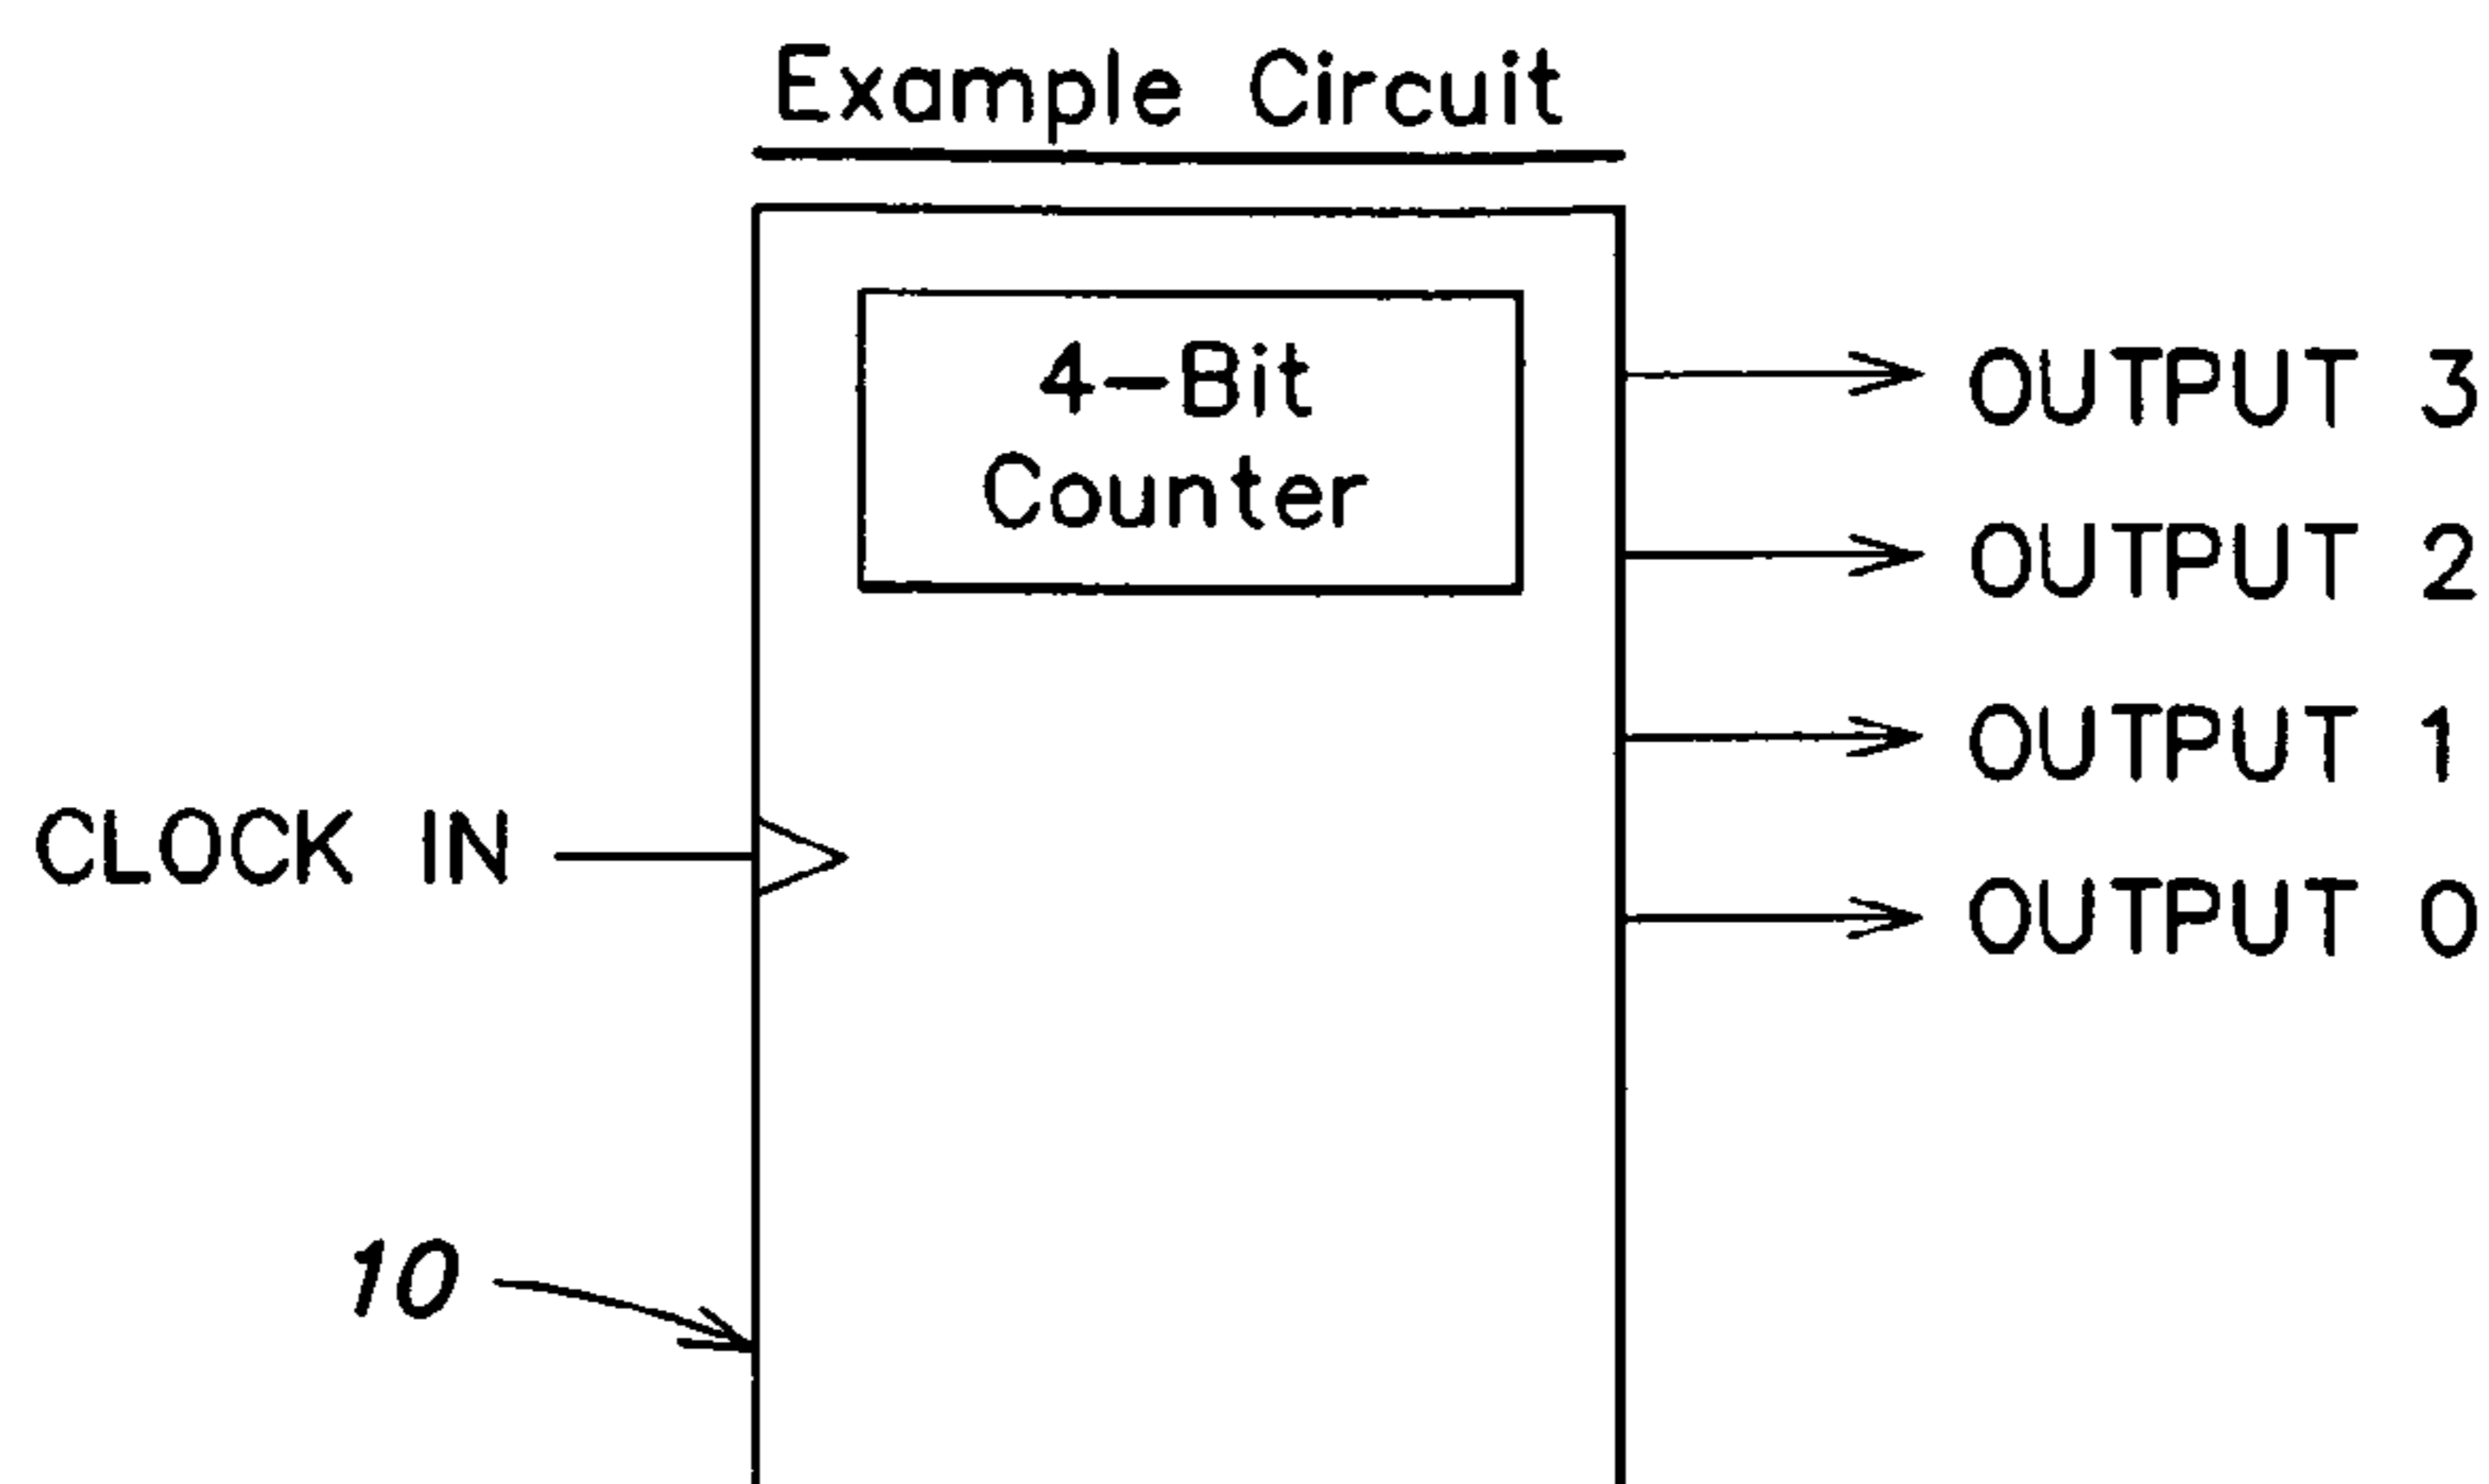 Example Circuit
4-Bit
Counter
OUTPUT 3
OUTPUT 2
OUTPUT 1
CLOCK IN
OUTPUT 0
10